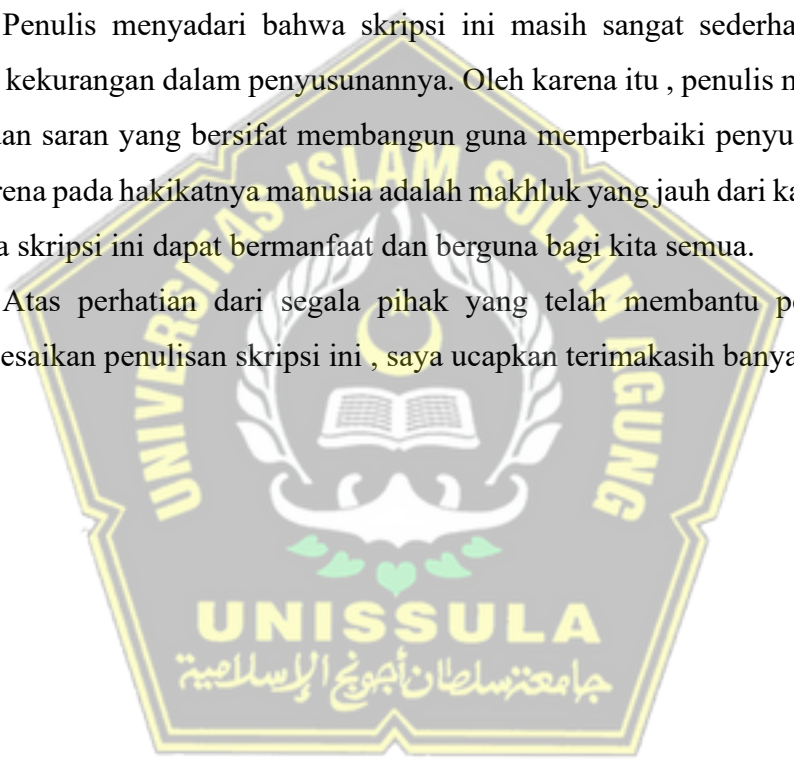 Penulis menyadari bahwa skripsi ini masih sangat sederha
kekurangan dalam penyusunannya. Oleh karena itu , penulis m
dan saran yang bersifat membangun guna memperbaiki penyu
rena pada hakikatnya manusia adalah makhluk yang jauh dari ka
a skripsi ini dapat bermanfaat dan berguna bagi kita semua.
Atas perhatian dari segala pihak yang telah membantu pe
esaikan penulisan skripsi ini , saya ucapkan terimakasih banya
UNIVERSITAS ISLAM SULTAN AGUNG
UNISSULA
جامعة سلطان أجونج الإسلامية